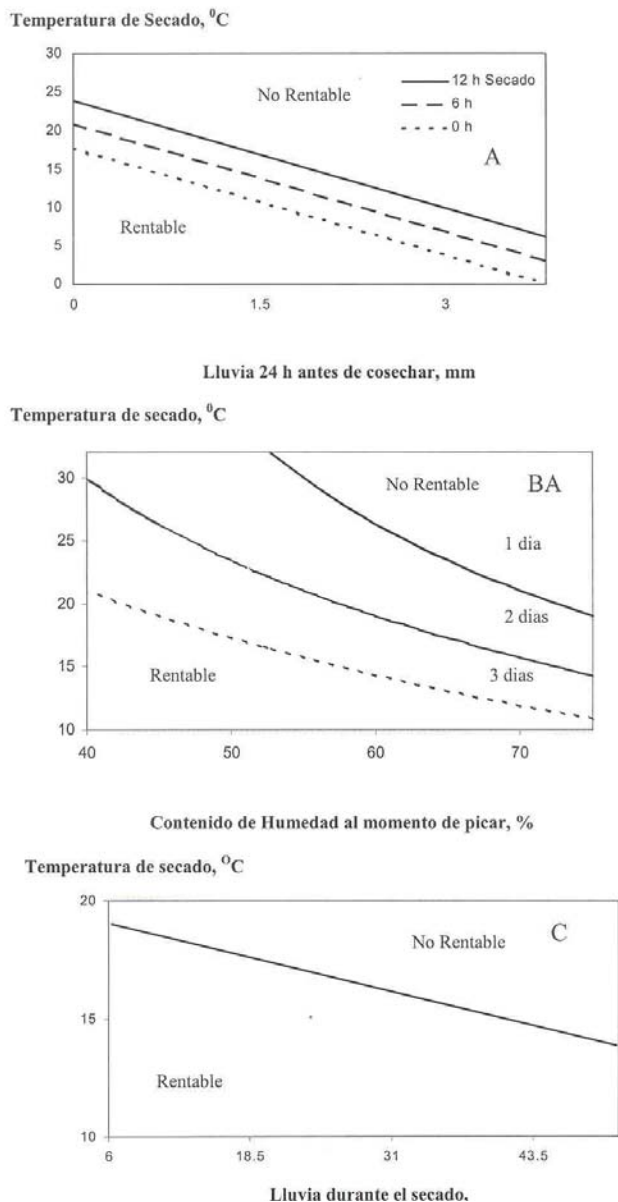 Temperatura de Secado, ⁰C
30
25
20
15
10
5
0
No Rentable
12 h Secado
6 h
0 h
A
Rentable
0
1.5
3
Lluvia 24 h antes de cosechar, mm
Temperatura de secado, ⁰C
30
25
20
15
10
No Rentable
BA
1 dia
2 dias
3 dias
Rentable
40
50
60
70
Contenido de Humedad al momento de picar, %
Temperatura de secado, ᴼC
20
15
10
No Rentable
C
Rentable
6
18.5
31
43.5
Lluvia durante el secado,